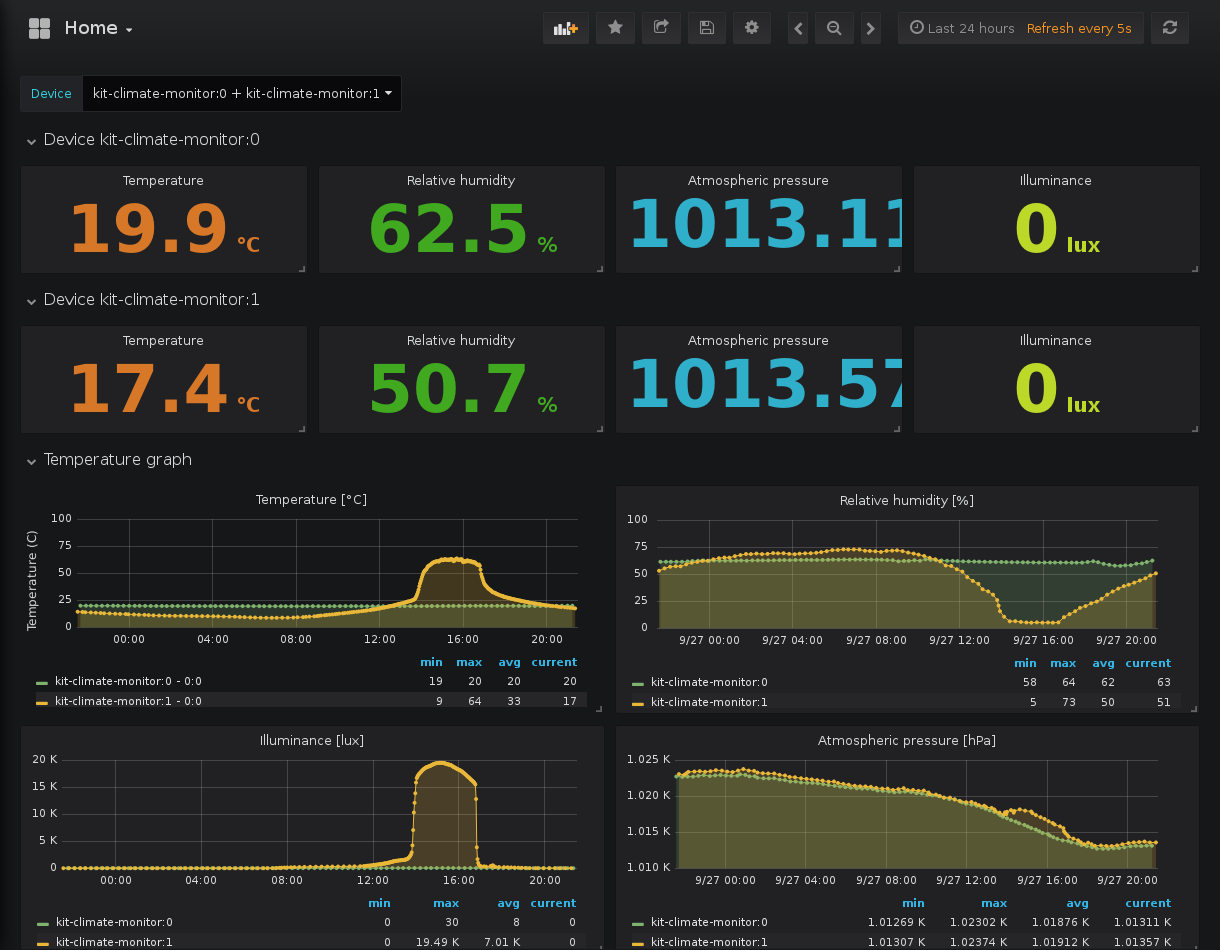 Home
Last 24 hours Refresh every 5s
Device kit-climate-monitor:0 + kit-climate-monitor:1
Device kit-climate-monitor:0
Temperature Relative humidity Atmospheric pressure Illuminance
19.9 °C 62.5 % 1013.11 0 lux
Device kit-climate-monitor:1
Temperature Relative humidity Atmospheric pressure Illuminance
17.4 °C 50.7 % 1013.57 0 lux
Temperature graph
Temperature [°C]
Temperature (C)
100
75
50
25
0
00:00 04:00 08:00 12:00 16:00 20:00
min max avg current
kit-climate-monitor:0 - 0:0 19 20 20 20
kit-climate-monitor:1 - 0:0 9 64 33 17
Relative humidity [%]
100
75
50
25
0
9/27 00:00 9/27 04:00 9/27 08:00 9/27 12:00 9/27 16:00 9/27 20:00
min max avg current
kit-climate-monitor:0 58 64 62 63
kit-climate-monitor:1 5 73 50 51
Illuminance [lux]
20 K
15 K
10 K
5 K
0
00:00 04:00 08:00 12:00 16:00 20:00
min max avg current
kit-climate-monitor:0 0 30 8 0
kit-climate-monitor:1 0 19.49 K 7.01 K 0
Atmospheric pressure [hPa]
1.025 K
1.020 K
1.015 K
1.010 K
9/27 00:00 9/27 04:00 9/27 08:00 9/27 12:00 9/27 16:00 9/27 20:00
min max avg current
kit-climate-monitor:0 1.01269 K 1.02302 K 1.01876 K 1.01311 K
kit-climate-monitor:1 1.01307 K 1.02374 K 1.01912 K 1.01357 K